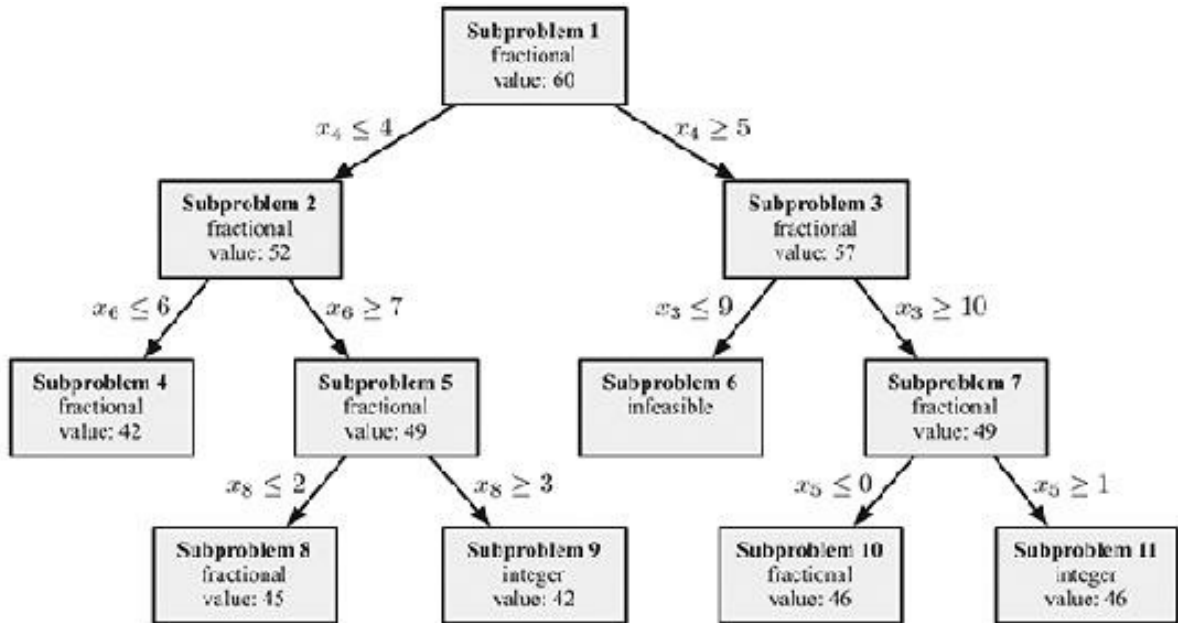 Subproblem 1
fractional
value: 60
x₄ ≤ 4
x₄ ≥ 5
Subproblem 2
fractional
value: 52
Subproblem 3
fractional
value: 57
x₆ ≤ 6
x₆ ≥ 7
x₃ ≤ 9
x₃ ≥ 10
Subproblem 4
fractional
value: 42
Subproblem 5
fractional
value: 49
Subproblem 6
infeasible
Subproblem 7
fractional
value: 49
x₈ ≤ 2
x₈ ≥ 3
x₅ ≤ 0
x₅ ≥ 1
Subproblem 8
fractional
value: 45
Subproblem 9
integer
value: 42
Subproblem 10
fractional
value: 46
Subproblem 11
integer
value: 46